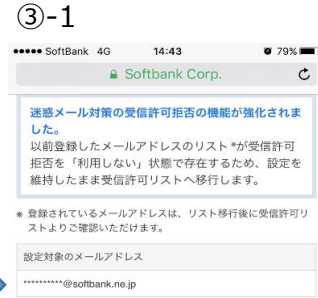 ③-1
●●●●● SoftBank 4G 14:43 79%
Softbank Corp.
迷惑メール対策の受信許可拒否の機能が強化されま
した。
以前登録したメールアドレスのリスト*が受信許可
拒否を「利用しない」状態で存在するため、設定を
維持したまま受信許可リストへ移行します。
* 登録されているメールアドレスは、リスト移行後に受信許可リ
ストよりご確認いただけます。
設定対象のメールアドレス
**********@softbank.ne.jp